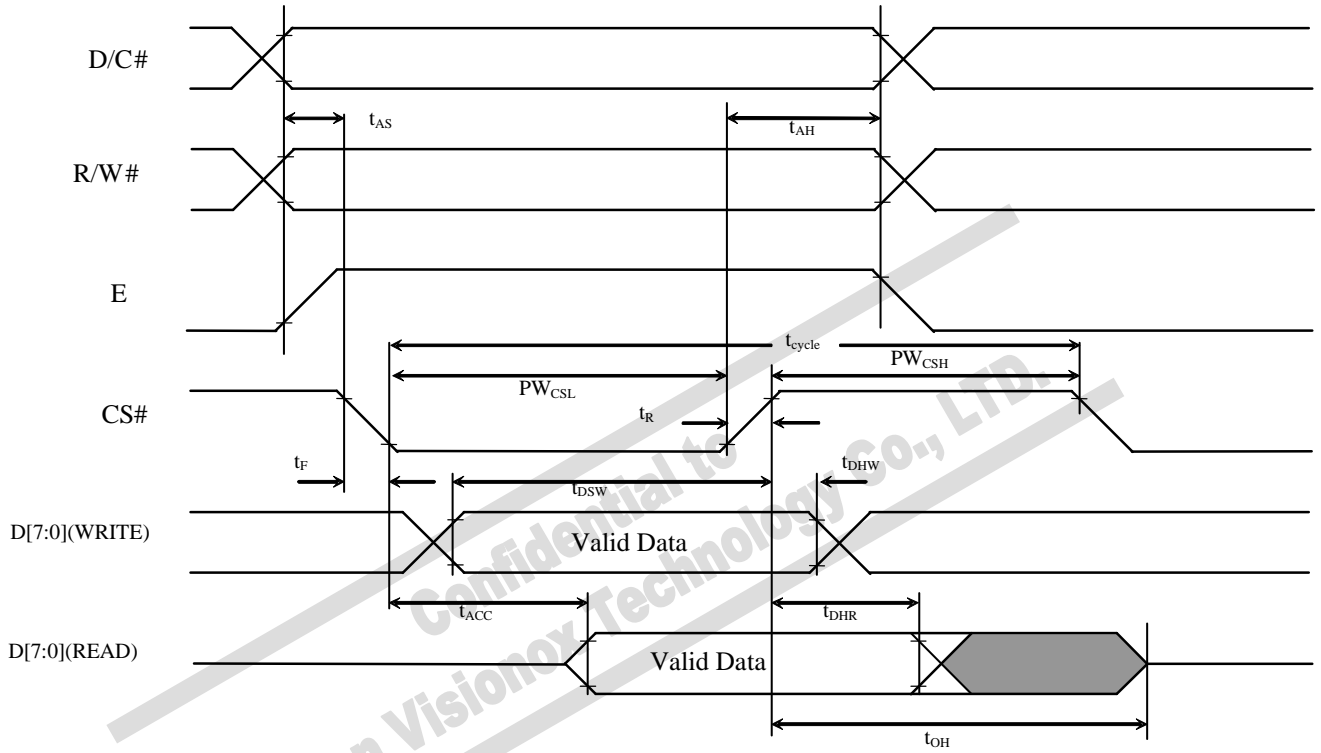 D/C#
tAS
tAH
R/W#
E
tcycle
PWCSH
PWCSL
CS#
tR
tF
tDSW
tDHW
D[7:0](WRITE)
Valid Data
tACC
tDHR
D[7:0](READ)
Valid Data
tOH
Confidential to
n Visionox Technology Co., LTD.